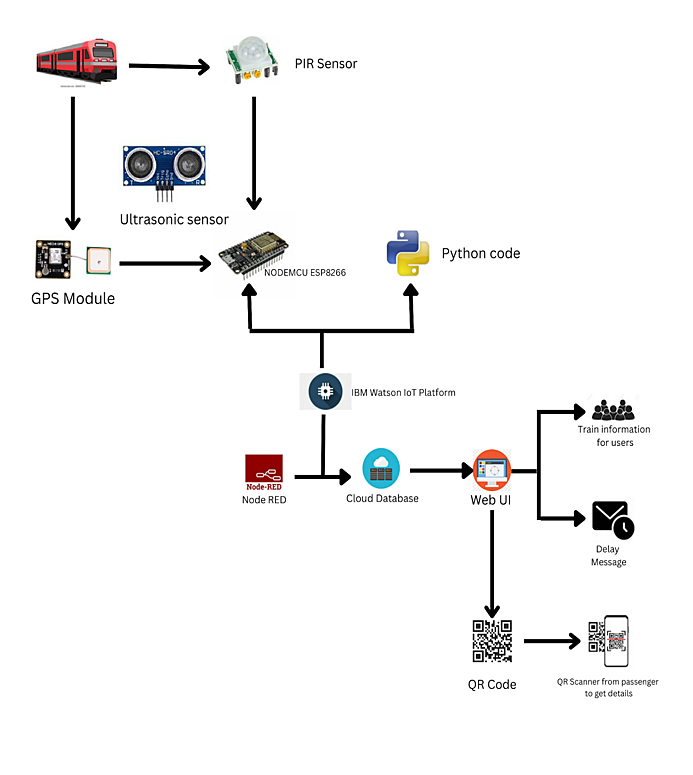 PIR Sensor
HC-SR04
Ultrasonic sensor
GPS Module
NODEMCU ESP8266
Python code
IBM Watson IoT Platform
Node-RED
Node RED
Cloud Database
Web UI
Train information
for users
Delay
Message
QR Code
QR Scanner from passenger
to get details